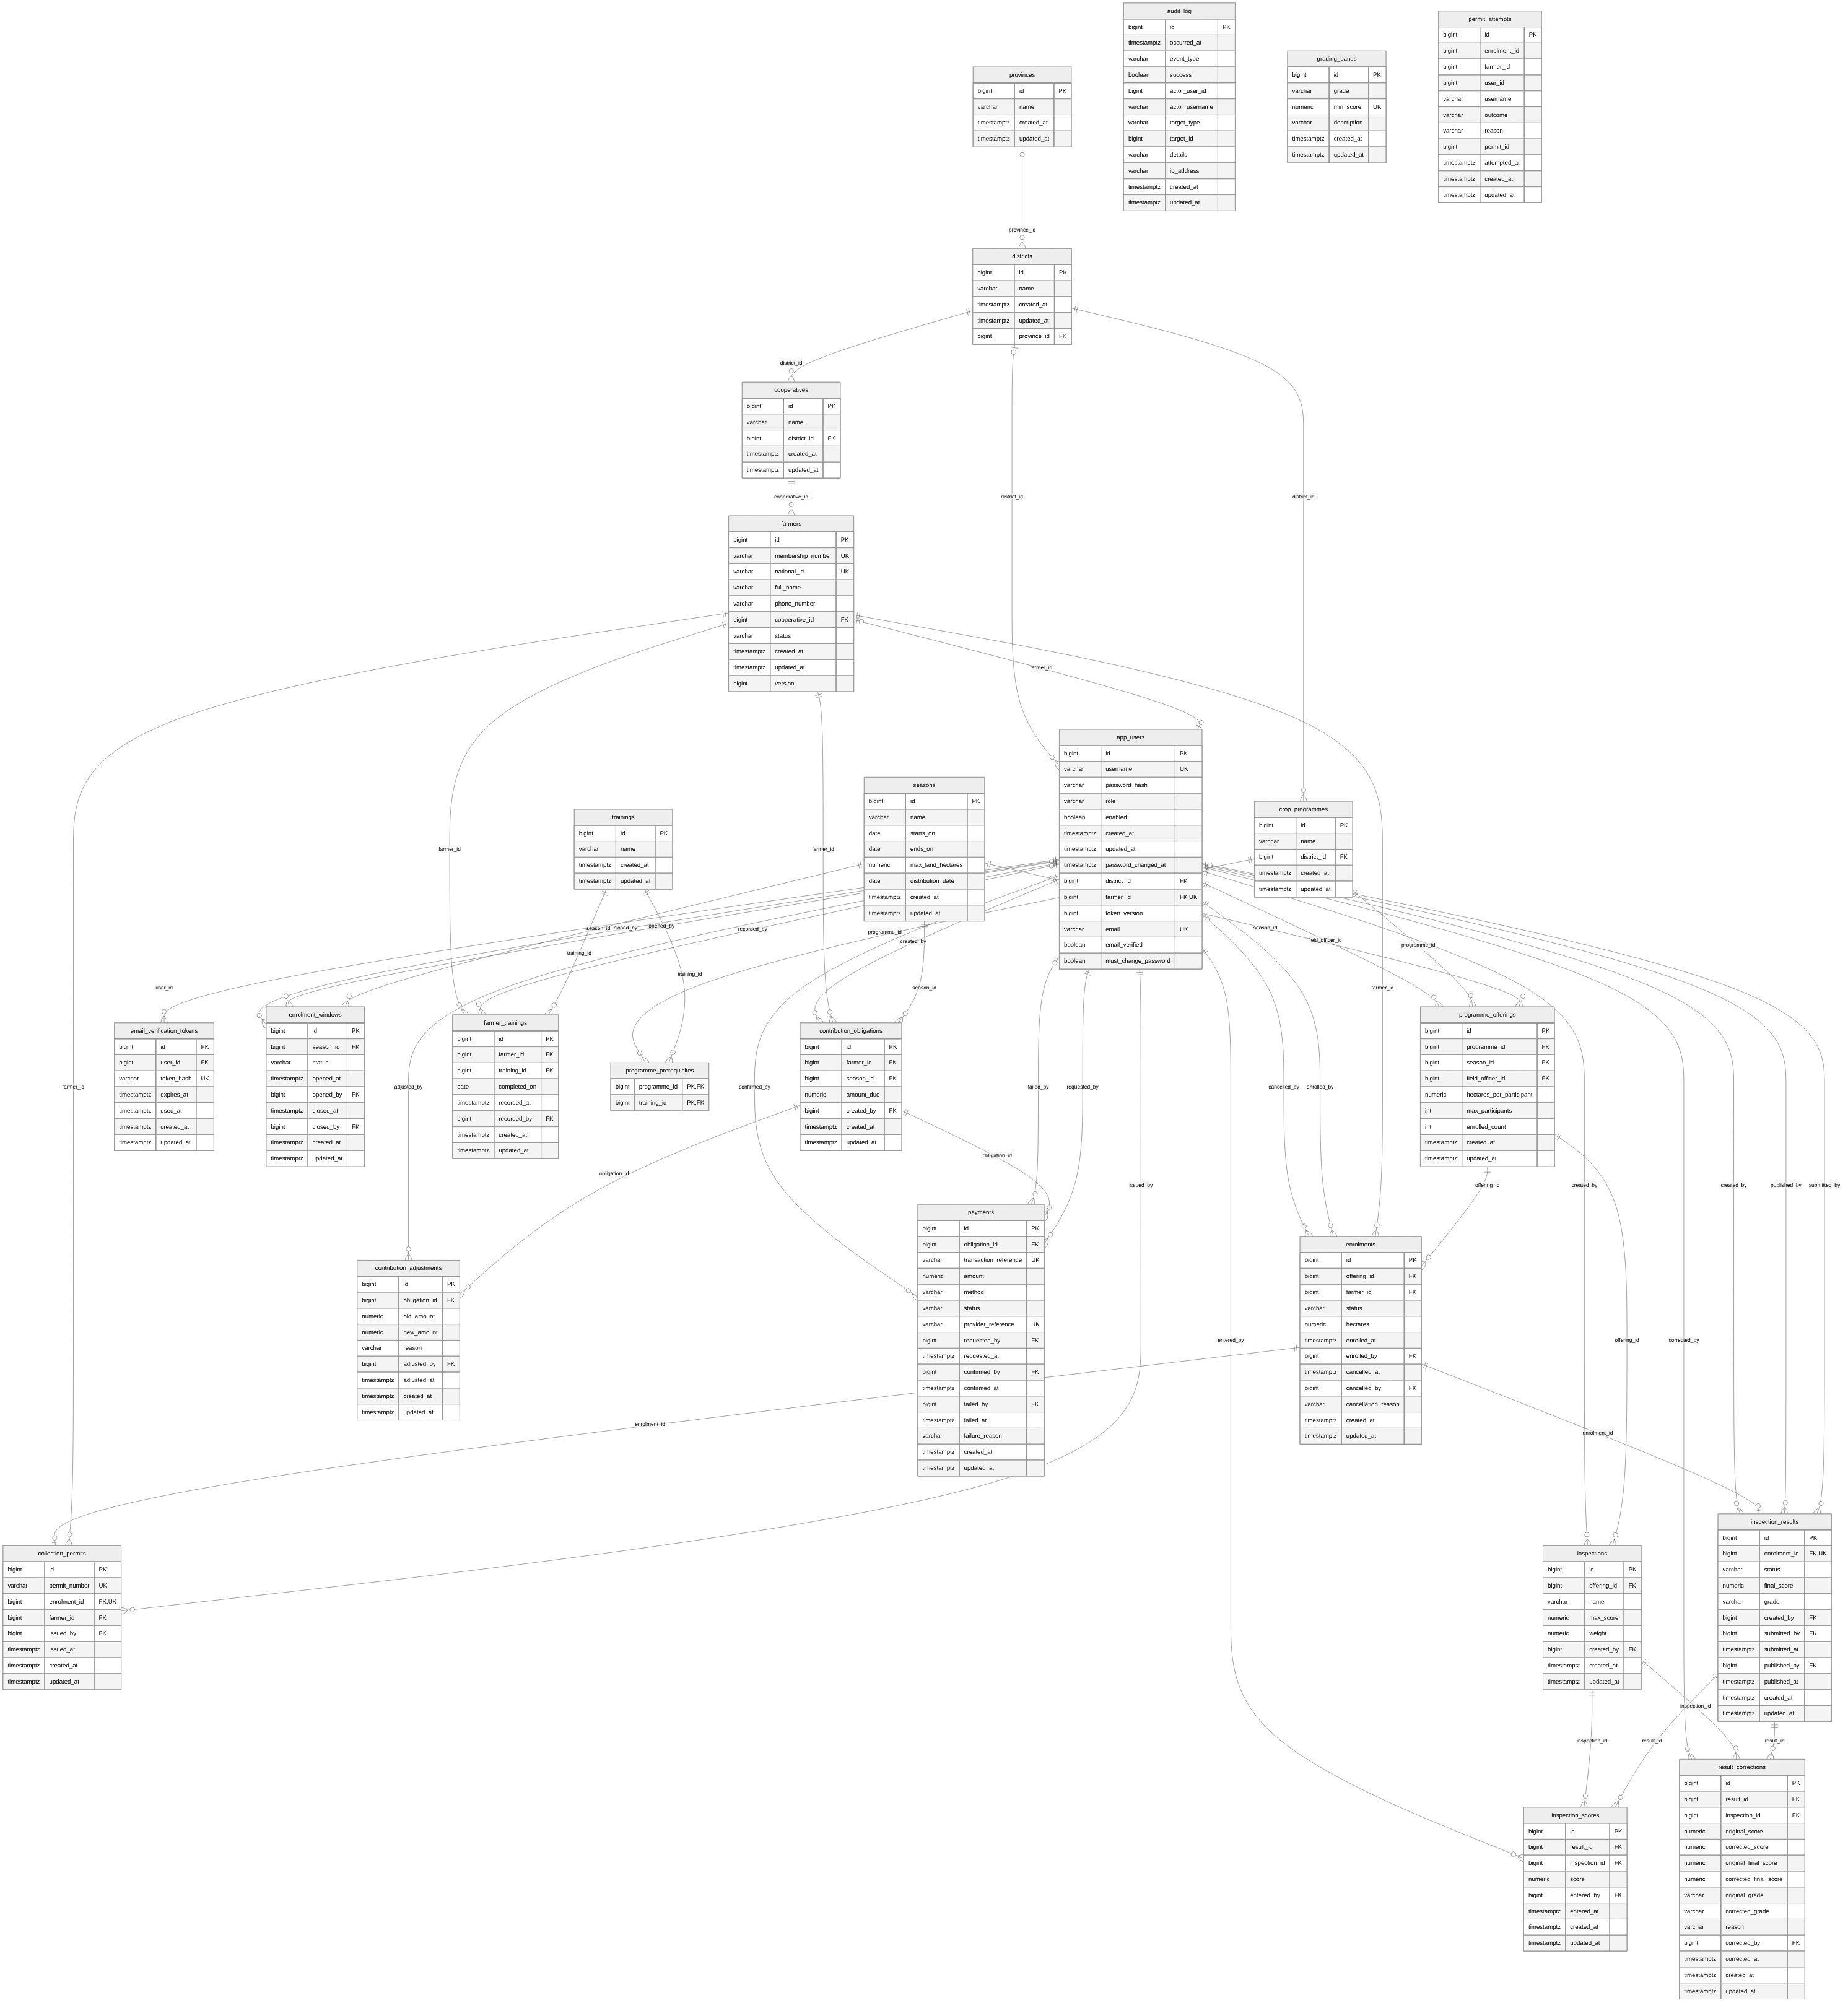 audit_log
bigint id PK
timestamptz occurred_at
varchar event_type
boolean success
bigint actor_user_id
varchar actor_username
varchar target_type
bigint target_id
varchar details
varchar ip_address
timestamptz created_at
timestamptz updated_at
permit_attempts
bigint id PK
bigint enrolment_id
bigint farmer_id
bigint user_id
varchar username
varchar outcome
varchar reason
bigint permit_id
timestamptz attempted_at
timestamptz created_at
timestamptz updated_at
grading_bands
bigint id PK
varchar grade
numeric min_score UK
varchar description
timestamptz created_at
timestamptz updated_at
provinces
bigint id PK
varchar name
timestamptz created_at
timestamptz updated_at
province_id
districts
bigint id PK
varchar name
timestamptz created_at
timestamptz updated_at
bigint province_id FK
district_id
cooperatives
bigint id PK
varchar name
bigint district_id FK
timestamptz created_at
timestamptz updated_at
cooperative_id
district_id
district_id
farmers
bigint id PK
varchar membership_number UK
varchar national_id UK
varchar full_name
varchar phone_number
bigint cooperative_id FK
varchar status
timestamptz created_at
timestamptz updated_at
bigint version
farmer_id
app_users
bigint id PK
varchar username UK
varchar password_hash
varchar role
boolean enabled
timestamptz created_at
timestamptz updated_at
timestamptz password_changed_at
bigint district_id FK
bigint farmer_id FK,UK
bigint token_version
varchar email UK
boolean email_verified
boolean must_change_password
seasons
bigint id PK
varchar name
date starts_on
date ends_on
numeric max_land_hectares
date distribution_date
timestamptz created_at
timestamptz updated_at
crop_programmes
bigint id PK
varchar name
bigint district_id FK
timestamptz created_at
timestamptz updated_at
trainings
bigint id PK
varchar name
timestamptz created_at
timestamptz updated_at
farmer_id
farmer_id
season_id
closed_by
opened_by
recorded_by
programme_id
created_by
season_id
field_officer_id
programme_id
training_id
training_id
user_id
season_id
farmer_id
email_verification_tokens
bigint id PK
bigint user_id FK
varchar token_hash UK
timestamptz expires_at
timestamptz used_at
timestamptz created_at
timestamptz updated_at
enrolment_windows
bigint id PK
bigint season_id FK
varchar status
timestamptz opened_at
bigint opened_by FK
timestamptz closed_at
bigint closed_by FK
timestamptz created_at
timestamptz updated_at
farmer_trainings
bigint id PK
bigint farmer_id FK
bigint training_id FK
date completed_on
timestamptz recorded_at
bigint recorded_by FK
timestamptz created_at
timestamptz updated_at
programme_prerequisites
bigint programme_id PK,FK
bigint training_id PK,FK
contribution_obligations
bigint id PK
bigint farmer_id FK
bigint season_id FK
numeric amount_due
bigint created_by FK
timestamptz created_at
timestamptz updated_at
programme_offerings
bigint id PK
bigint programme_id FK
bigint season_id FK
bigint field_officer_id FK
numeric hectares_per_participant
int max_participants
int enrolled_count
timestamptz created_at
timestamptz updated_at
farmer_id
adjusted_by
confirmed_by
failed_by
requested_by
cancelled_by
enrolled_by
obligation_id
obligation_id
issued_by
offering_id
created_by
offering_id
corrected_by
created_by
published_by
submitted_by
entered_by
payments
bigint id PK
bigint obligation_id FK
varchar transaction_reference UK
numeric amount
varchar method
varchar status
varchar provider_reference UK
bigint requested_by FK
timestamptz requested_at
bigint confirmed_by FK
timestamptz confirmed_at
bigint failed_by FK
timestamptz failed_at
varchar failure_reason
timestamptz created_at
timestamptz updated_at
contribution_adjustments
bigint id PK
bigint obligation_id FK
numeric old_amount
numeric new_amount
varchar reason
bigint adjusted_by FK
timestamptz adjusted_at
timestamptz created_at
timestamptz updated_at
enrolments
bigint id PK
bigint offering_id FK
bigint farmer_id FK
varchar status
numeric hectares
timestamptz enrolled_at
bigint enrolled_by FK
timestamptz cancelled_at
bigint cancelled_by FK
varchar cancellation_reason
timestamptz created_at
timestamptz updated_at
enrolment_id
enrolment_id
collection_permits
bigint id PK
varchar permit_number UK
bigint enrolment_id FK,UK
bigint farmer_id FK
bigint issued_by FK
timestamptz issued_at
timestamptz created_at
timestamptz updated_at
inspections
bigint id PK
bigint offering_id FK
varchar name
numeric max_score
numeric weight
bigint created_by FK
timestamptz created_at
timestamptz updated_at
inspection_results
bigint id PK
bigint enrolment_id FK,UK
varchar status
numeric final_score
varchar grade
bigint created_by FK
bigint submitted_by FK
timestamptz submitted_at
bigint published_by FK
timestamptz published_at
timestamptz created_at
timestamptz updated_at
inspection_id
inspection_id
result_id
result_id
inspection_scores
bigint id PK
bigint result_id FK
bigint inspection_id FK
numeric score
bigint entered_by FK
timestamptz entered_at
timestamptz created_at
timestamptz updated_at
result_corrections
bigint id PK
bigint result_id FK
bigint inspection_id FK
numeric original_score
numeric corrected_score
numeric original_final_score
numeric corrected_final_score
varchar original_grade
varchar corrected_grade
varchar reason
bigint corrected_by FK
timestamptz corrected_at
timestamptz created_at
timestamptz updated_at